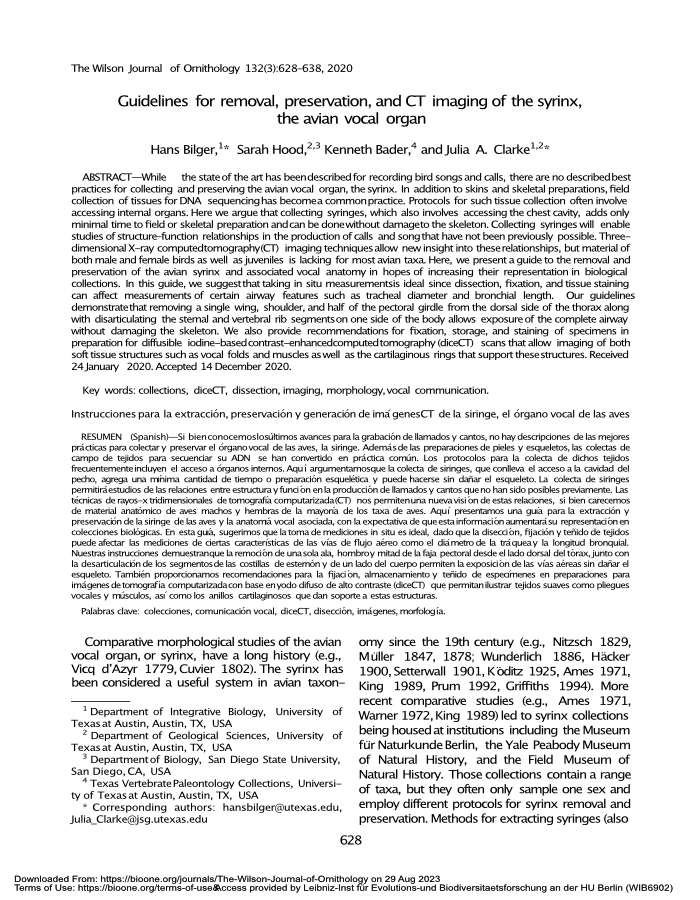 The Wilson Journal of Ornithology 132(3):628–638, 2020
Guidelines for removal, preservation, and CT imaging of the syrinx,
the avian vocal organ
Hans Bilger,1* Sarah Hood,2,3 Kenneth Bader,4 and Julia A. Clarke1,2*
ABSTRACT—While the state of the art has been described for recording bird songs and calls, there are no described best
practices for collecting and preserving the avian vocal organ, the syrinx. In addition to skins and skeletal preparations, field
collection of tissues for DNA sequencing has become a common practice. Protocols for such tissue collection often involve
accessing internal organs. Here we argue that collecting syringes, which also involves accessing the chest cavity, adds only
minimal time to field or skeletal preparation and can be done without damage to the skeleton. Collecting syringes will enable
studies of structure–function relationships in the production of calls and song that have not been previously possible. Three–
dimensional X–ray computed tomography (CT) imaging techniques allow new insight into these relationships, but material of
both male and female birds as well as juveniles is lacking for most avian taxa. Here, we present a guide to the removal and
preservation of the avian syrinx and associated vocal anatomy in hopes of increasing their representation in biological
collections. In this guide, we suggest that taking in situ measurements is ideal since dissection, fixation, and tissue staining
can affect measurements of certain airway features such as tracheal diameter and bronchial length. Our guidelines
demonstrate that removing a single wing, shoulder, and half of the pectoral girdle from the dorsal side of the thorax along
with disarticulating the sternal and vertebral rib segments on one side of the body allows exposure of the complete airway
without damaging the skeleton. We also provide recommendations for fixation, storage, and staining of specimens in
preparation for diffusible iodine–based contrast–enhanced computed tomography (diceCT) scans that allow imaging of both
soft tissue structures such as vocal folds and muscles as well as the cartilaginous rings that support these structures. Received
24 January 2020. Accepted 14 December 2020.
Key words: collections, diceCT, dissection, imaging, morphology, vocal communication.
Instrucciones para la extracción, preservación y generación de imágenes CT de la siringe, el órgano vocal de las aves
RESUMEN (Spanish)—Si bien conocemos los últimos avances para la grabación de llamados y cantos, no hay descripciones de las mejores
prácticas para colectar y preservar el órgano vocal de las aves, la siringe. Además de las preparaciones de pieles y esqueletos, las colectas de
campo de tejidos para secuenciar su ADN se han convertido en práctica común. Los protocolos para la colecta de dichos tejidos
frecuentemente incluyen el acceso a órganos internos. Aquí argumentamos que la colecta de siringes, que conlleva el acceso a la cavidad del
pecho, agrega una mínima cantidad de tiempo o preparación esquelética y puede hacerse sin dañar el esqueleto. La colecta de siringes
permitirá estudios de las relaciones entre estructura y función en la producción de llamados y cantos que no han sido posibles previamente. Las
técnicas de rayos–x tridimensionales de tomografía computarizada (CT) nos permiten una nueva visión de estas relaciones, si bien carecemos
de material anatómico de aves machos y hembras de la mayoría de los taxa de aves. Aquí presentamos una guía para la extracción y
preservación de la siringe de las aves y la anatomía vocal asociada, con la expectativa de que esta información aumentará su representación en
colecciones biológicas. En esta guía, sugerimos que la toma de mediciones in situ es ideal, dado que la disección, fijación y teñido de tejidos
puede afectar las mediciones de ciertas características de las vías de flujo aéreo como el diámetro de la tráquea y la longitud bronquial.
Nuestras instrucciones demuestran que la remoción de una sola ala, hombro y mitad de la faja pectoral desde el lado dorsal del tórax, junto con
la desarticulación de los segmentos de las costillas de esternón y de un lado del cuerpo permiten la exposición de las vías aéreas sin dañar el
esqueleto. También proporcionamos recomendaciones para la fijación, almacenamiento y teñido de especímenes en preparaciones para
imágenes de tomografía computarizada con base en yodo difuso de alto contraste (diceCT) que permitan ilustrar tejidos suaves como pliegues
vocales y músculos, así como los anillos cartilaginosos que dan soporte a estas estructuras.
Palabras clave: colecciones, comunicación vocal, diceCT, disección, imágenes, morfología.
Comparative morphological studies of the avian
vocal organ, or syrinx, have a long history (e.g.,
Vicq d'Azyr 1779, Cuvier 1802). The syrinx has
been considered a useful system in avian taxon–
1 Department of Integrative Biology, University of
Texas at Austin, Austin, TX, USA
2 Department of Geological Sciences, University of
Texas at Austin, Austin, TX, USA
3 Department of Biology, San Diego State University,
San Diego, CA, USA
4 Texas Vertebrate Paleontology Collections, Universi–
ty of Texas at Austin, Austin, TX, USA
* Corresponding authors: hansbilger@utexas.edu,
Julia_Clarke@jsg.utexas.edu
omy since the 19th century (e.g., Nitzsch 1829,
Müller 1847, 1878; Wunderlich 1886, Häcker
1900, Setterwall 1901, Köditz 1925, Ames 1971,
King 1989, Prum 1992, Griffiths 1994). More
recent comparative studies (e.g., Ames 1971,
Warner 1972, King 1989) led to syrinx collections
being housed at institutions including the Museum
für Naturkunde Berlin, the Yale Peabody Museum
of Natural History, and the Field Museum of
Natural History. Those collections contain a range
of taxa, but they often only sample one sex and
employ different protocols for syrinx removal and
preservation. Methods for extracting syringes (also
628
Downloaded From: https://bioone.org/journals/The-Wilson-Journal-of-Ornithology on 29 Aug 2023
Terms of Use: https://bioone.org/terms-of-use Access provided by Leibniz-Inst für Evolutions-und Biodiversitaetsforschung an der HU Berlin (WIB6902)